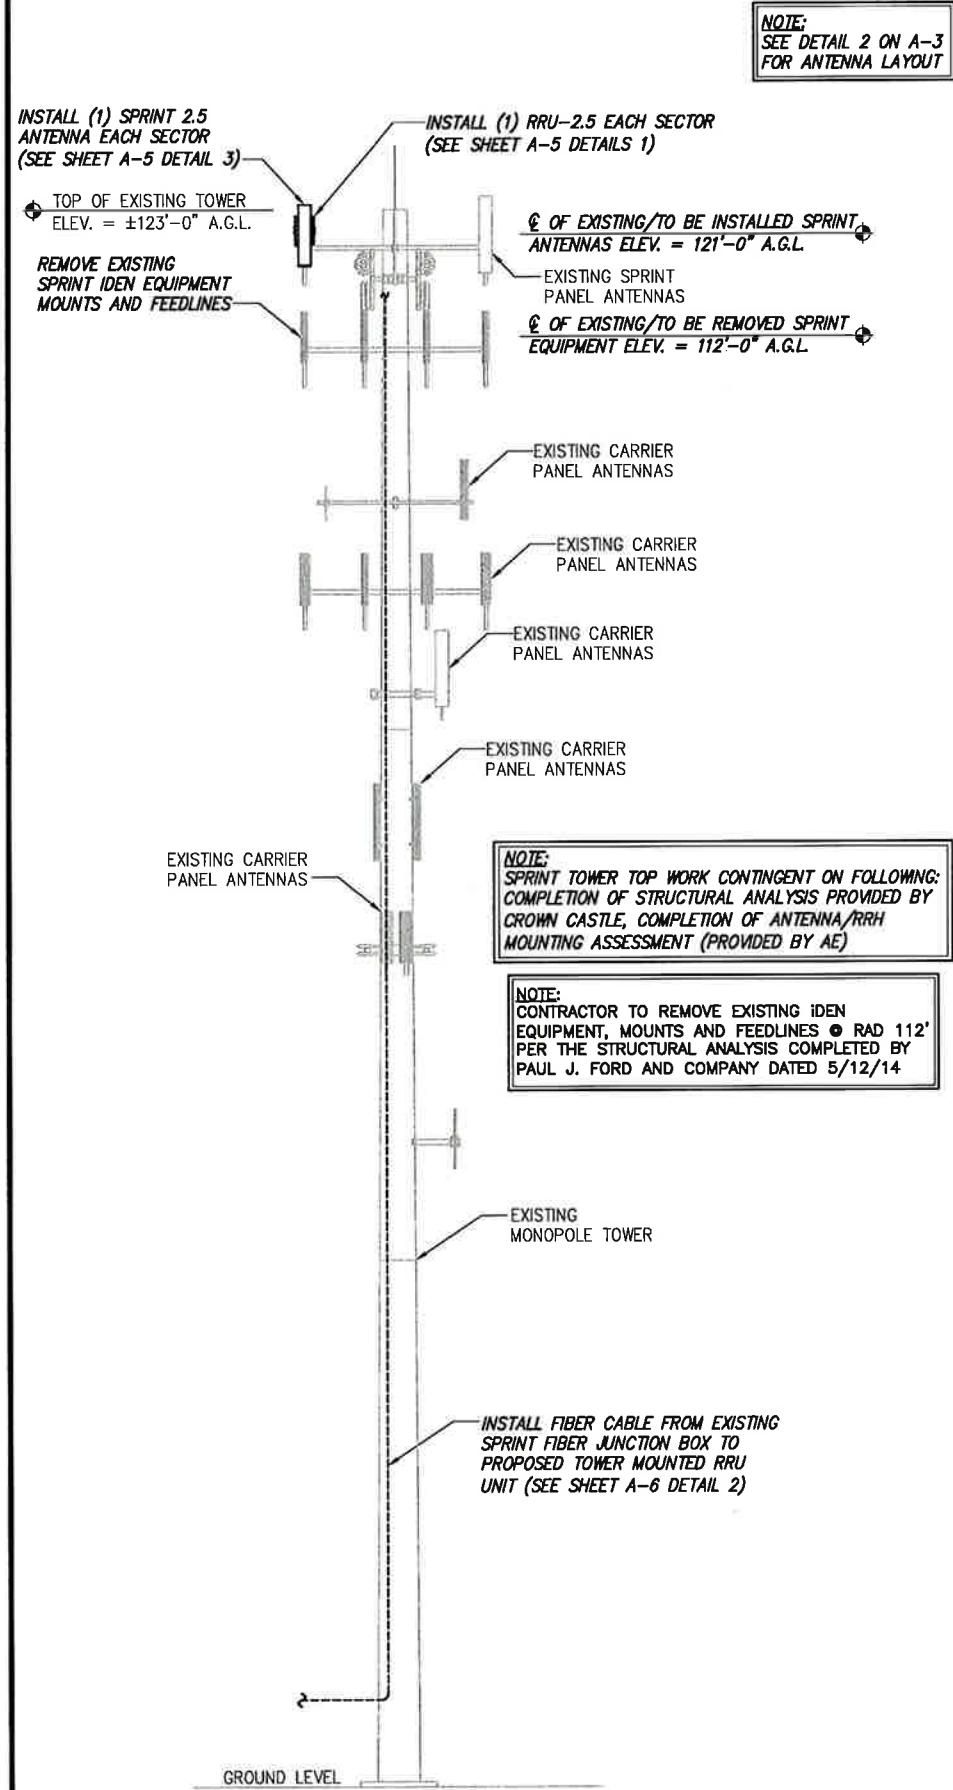 NOTE:
SEE DETAIL 2 ON A-3
FOR ANTENNA LAYOUT
INSTALL (1) SPRINT 2.5
ANTENNA EACH SECTOR
(SEE SHEET A-5 DETAIL 3)
INSTALL (1) RRU-2.5 EACH SECTOR
(SEE SHEET A-5 DETAILS 1)
TOP OF EXISTING TOWER
ELEV. = ±123'-0" A.G.L.
℄ OF EXISTING/TO BE INSTALLED SPRINT
ANTENNAS ELEV. = 121'-0" A.G.L.
REMOVE EXISTING
SPRINT IDEN EQUIPMENT
MOUNTS AND FEEDLINES
EXISTING SPRINT
PANEL ANTENNAS
℄ OF EXISTING/TO BE REMOVED SPRINT
EQUIPMENT ELEV. = 112'-0" A.G.L.
EXISTING CARRIER
PANEL ANTENNAS
EXISTING CARRIER
PANEL ANTENNAS
EXISTING CARRIER
PANEL ANTENNAS
EXISTING CARRIER
PANEL ANTENNAS
EXISTING CARRIER
PANEL ANTENNAS
NOTE:
SPRINT TOWER TOP WORK CONTINGENT ON FOLLOWING:
COMPLETION OF STRUCTURAL ANALYSIS PROVIDED BY
CROWN CASTLE, COMPLETION OF ANTENNA/RRH
MOUNTING ASSESSMENT (PROVIDED BY AE)
NOTE:
CONTRACTOR TO REMOVE EXISTING iDEN
EQUIPMENT, MOUNTS AND FEEDLINES @ RAD 112'
PER THE STRUCTURAL ANALYSIS COMPLETED BY
PAUL J. FORD AND COMPANY DATED 5/12/14
EXISTING
MONOPOLE TOWER
INSTALL FIBER CABLE FROM EXISTING
SPRINT FIBER JUNCTION BOX TO
PROPOSED TOWER MOUNTED RRU
UNIT (SEE SHEET A-6 DETAIL 2)
GROUND LEVEL